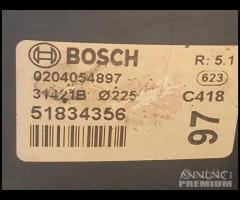 BOSCH R: 5.1
0204054897 623
31421B Ø225 C418
51834356 97
ANNUNCI
PREMIUM